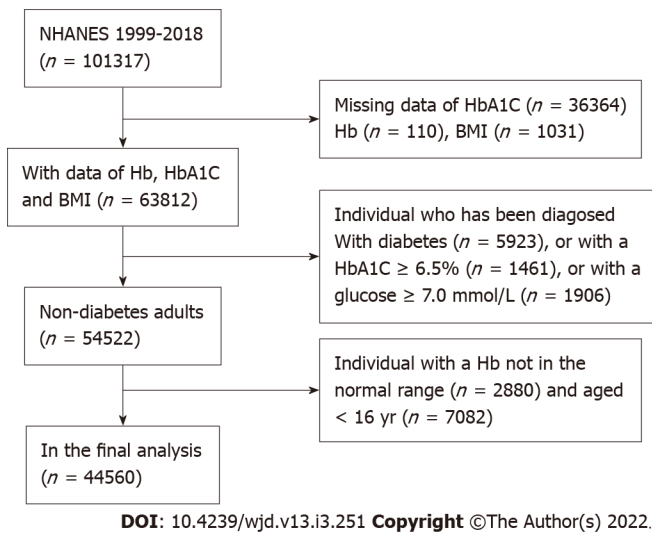 NHANES 1999-2018
(n = 101317)
Missing data of HbA1C (n = 36364)
Hb (n = 110), BMI (n = 1031)
With data of Hb, HbA1C
and BMI (n = 63812)
Individual who has been diagosed
With diabetes (n = 5923), or with a
HbA1C ≥ 6.5% (n = 1461), or with a
glucose ≥ 7.0 mmol/L (n = 1906)
Non-diabetes adults
(n = 54522)
Individual with a Hb not in the
normal range (n = 2880) and aged
< 16 yr (n = 7082)
In the final analysis
(n = 44560)
DOI: 10.4239/wjd.v13.i3.251 Copyright ©The Author(s) 2022.